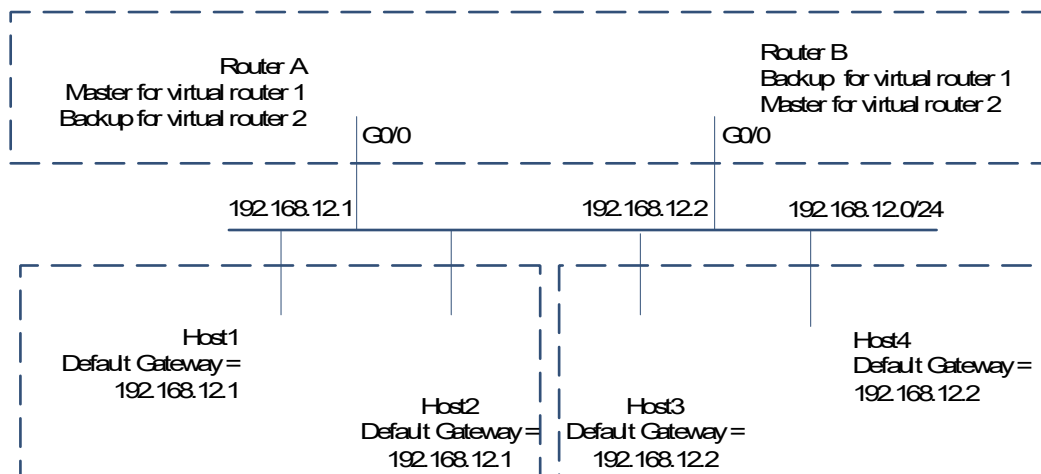 Router A
Master for virtual router 1
Backup for virtual router 2
Router B
Backup for virtual router 1
Master for virtual router 2
G0/0
G0/0
192.168.12.1
192.168.12.2
192.168.12.0/24
Host1
Default Gateway =
192.168.12.1
Host2
Default Gateway =
192.168.12.1
Host3
Default Gateway =
192.168.12.2
Host4
Default Gateway =
192.168.12.2